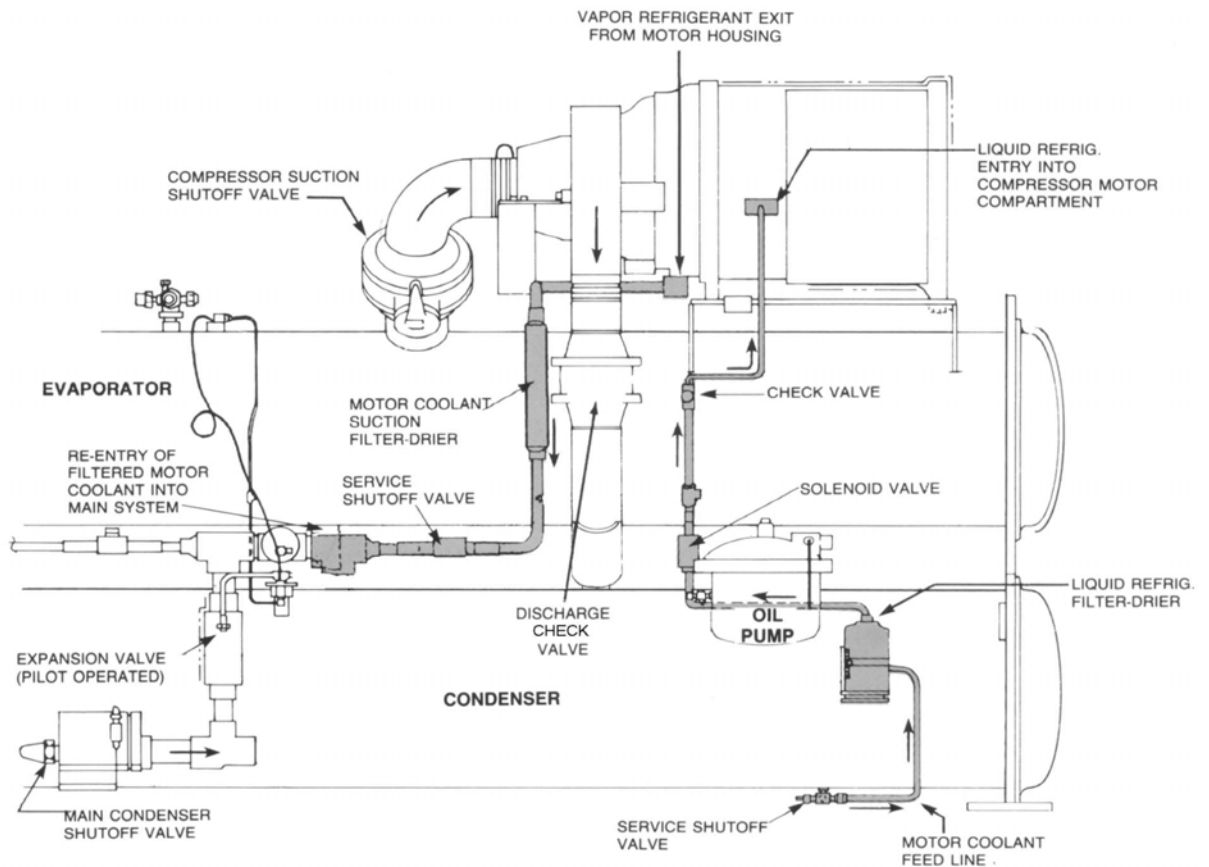 VAPOR REFRIGERANT EXIT
FROM MOTOR HOUSING
COMPRESSOR SUCTION
SHUTOFF VALVE
LIQUID REFRIG.
ENTRY INTO
COMPRESSOR MOTOR
COMPARTMENT
EVAPORATOR
MOTOR COOLANT
SUCTION
FILTER-DRIER
CHECK VALVE
RE-ENTRY OF
FILTERED MOTOR
COOLANT INTO
MAIN SYSTEM
SERVICE
SHUTOFF VALVE
SOLENOID VALVE
LIQUID REFRIG.
FILTER-DRIER
DISCHARGE
CHECK
VALVE
OIL
PUMP
EXPANSION VALVE
(PILOT OPERATED)
CONDENSER
MAIN CONDENSER
SHUTOFF VALVE
SERVICE SHUTOFF
VALVE
MOTOR COOLANT
FEED LINE